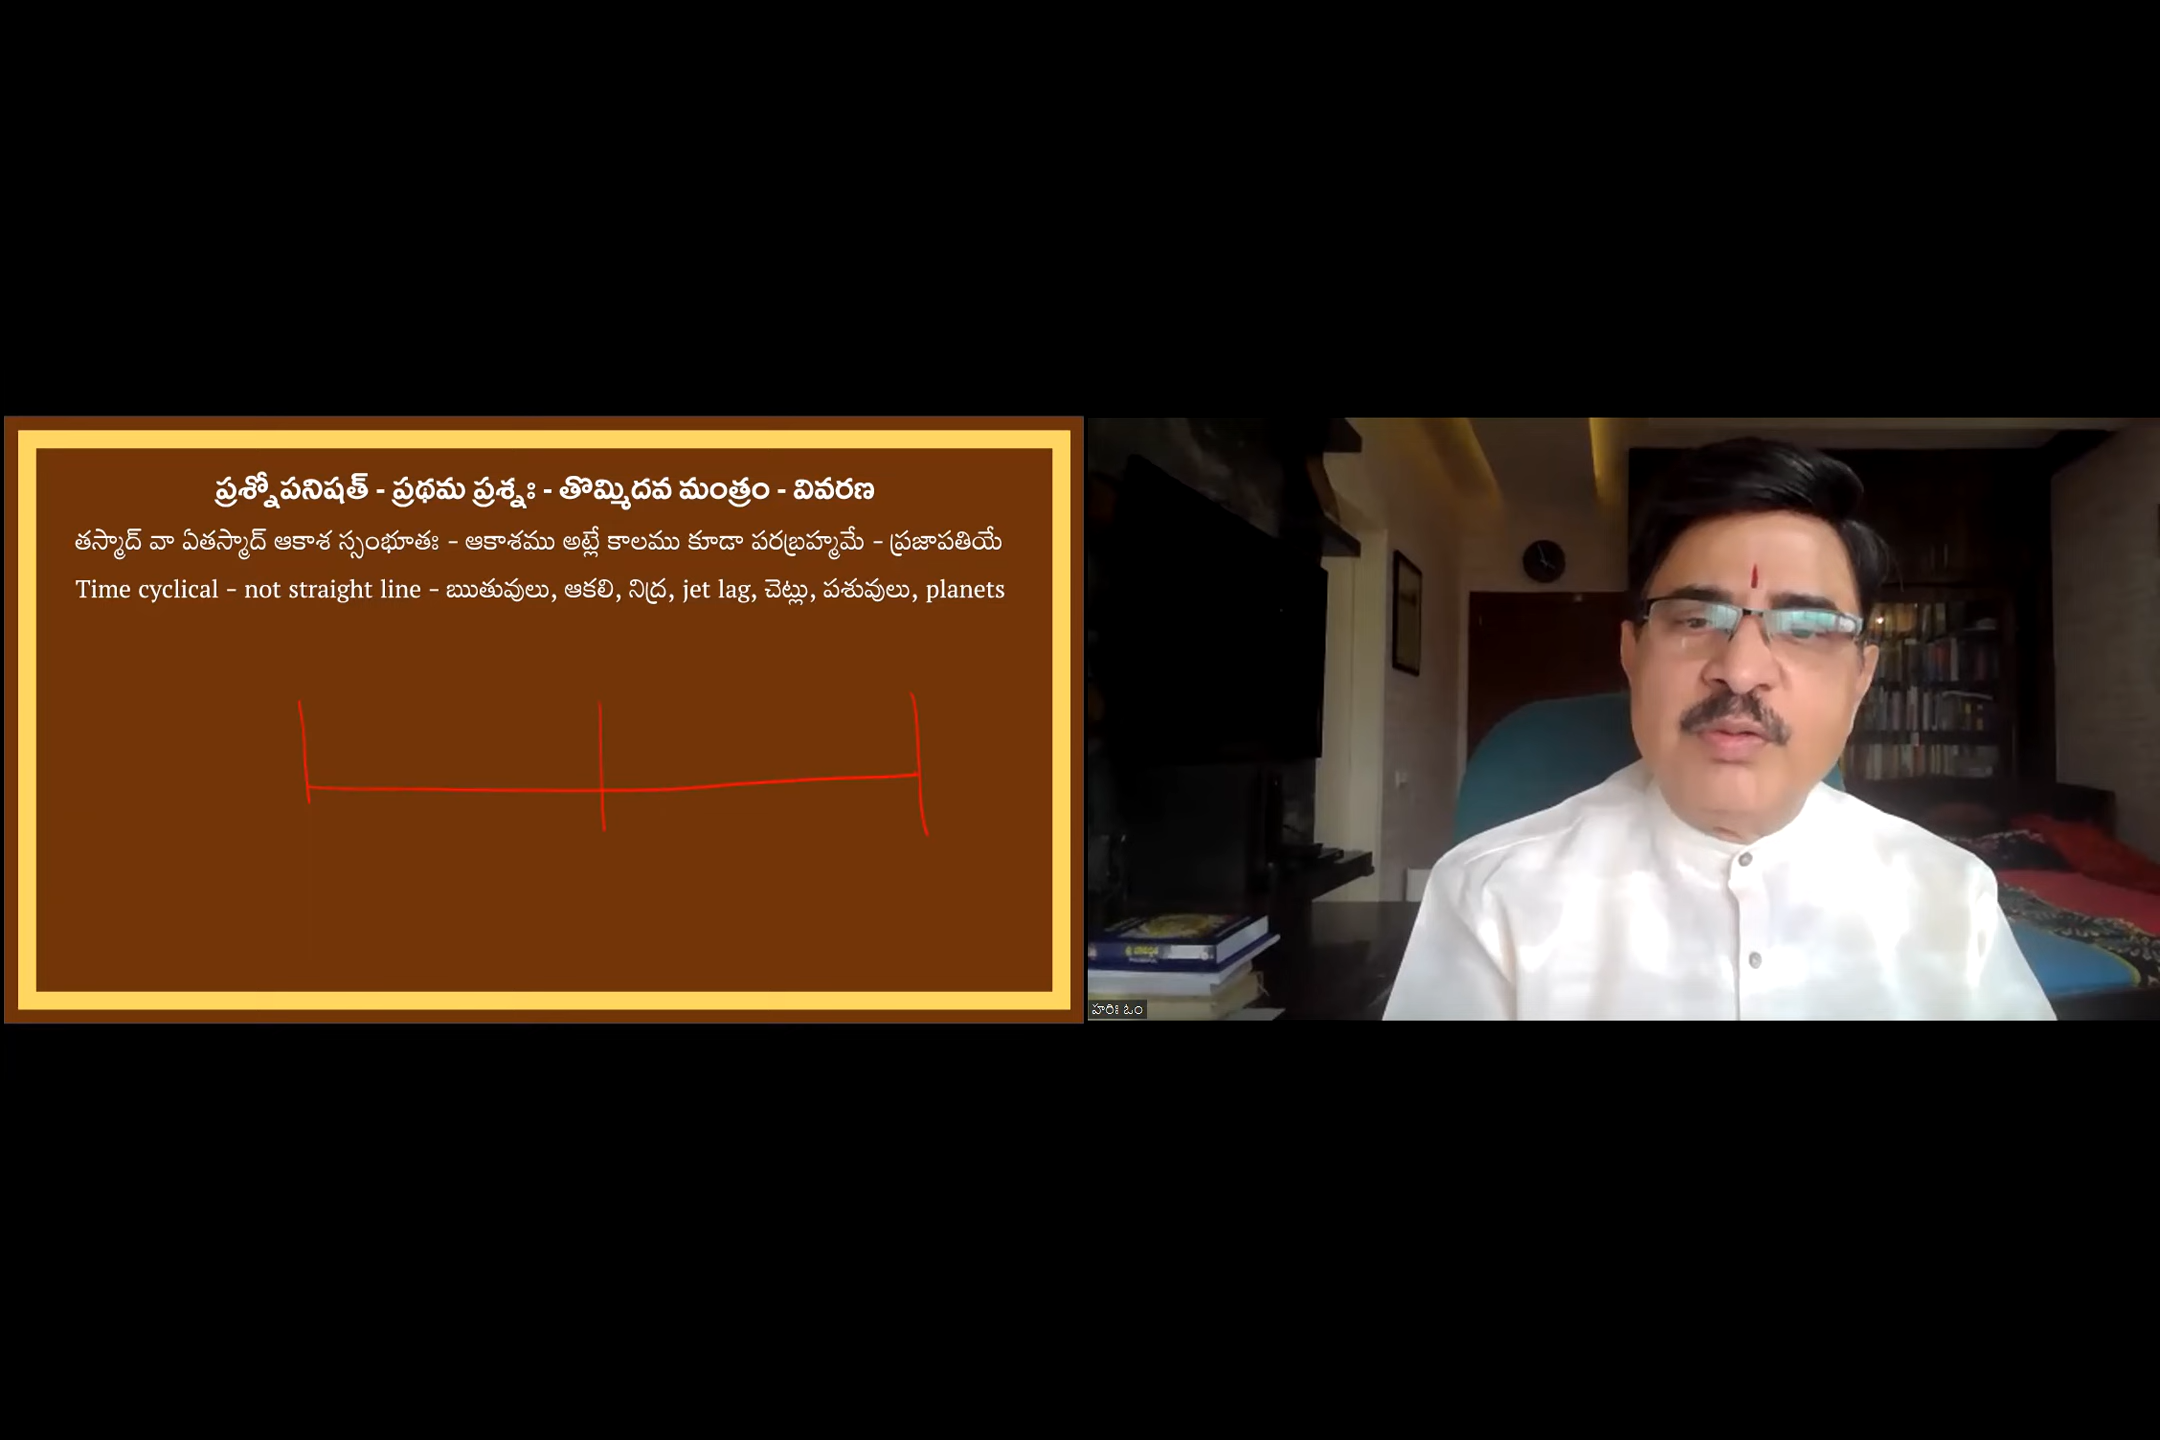 ప్రశ్నోపనిషత్ - ప్రథమ ప్రశ్నః - తొమ్మిదవ మంత్రం - వివరణ
తస్మాద్ వా ఏతస్మాద్ ఆకాశ స్సంభూతః - ఆకాశము అట్లే కాలము కూడా పరబ్రహ్మమే - ప్రజాపతియే
Time cyclical - not straight line - ఋతువులు, ఆకలి, నిద్ర, jet lag, చెట్లు, పశువులు, planets
హరిః ఓం